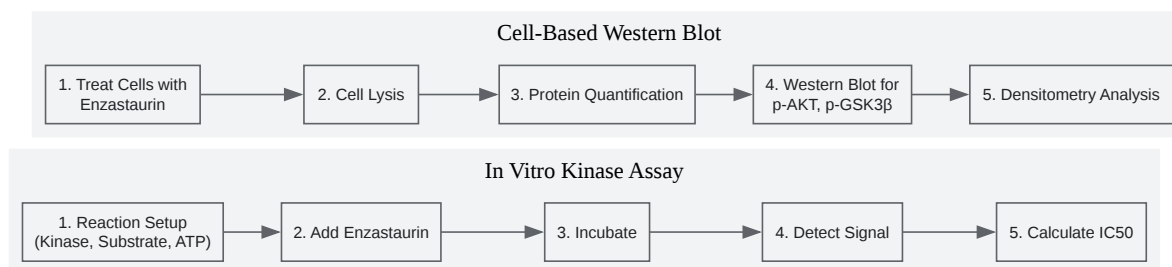 Cell-Based Western Blot
1. Treat Cells with
Enzastaurin
2. Cell Lysis
3. Protein Quantification
4. Western Blot for
p-AKT, p-GSK3β
5. Densitometry Analysis
In Vitro Kinase Assay
1. Reaction Setup
(Kinase, Substrate, ATP)
2. Add Enzastaurin
3. Incubate
4. Detect Signal
5. Calculate IC50